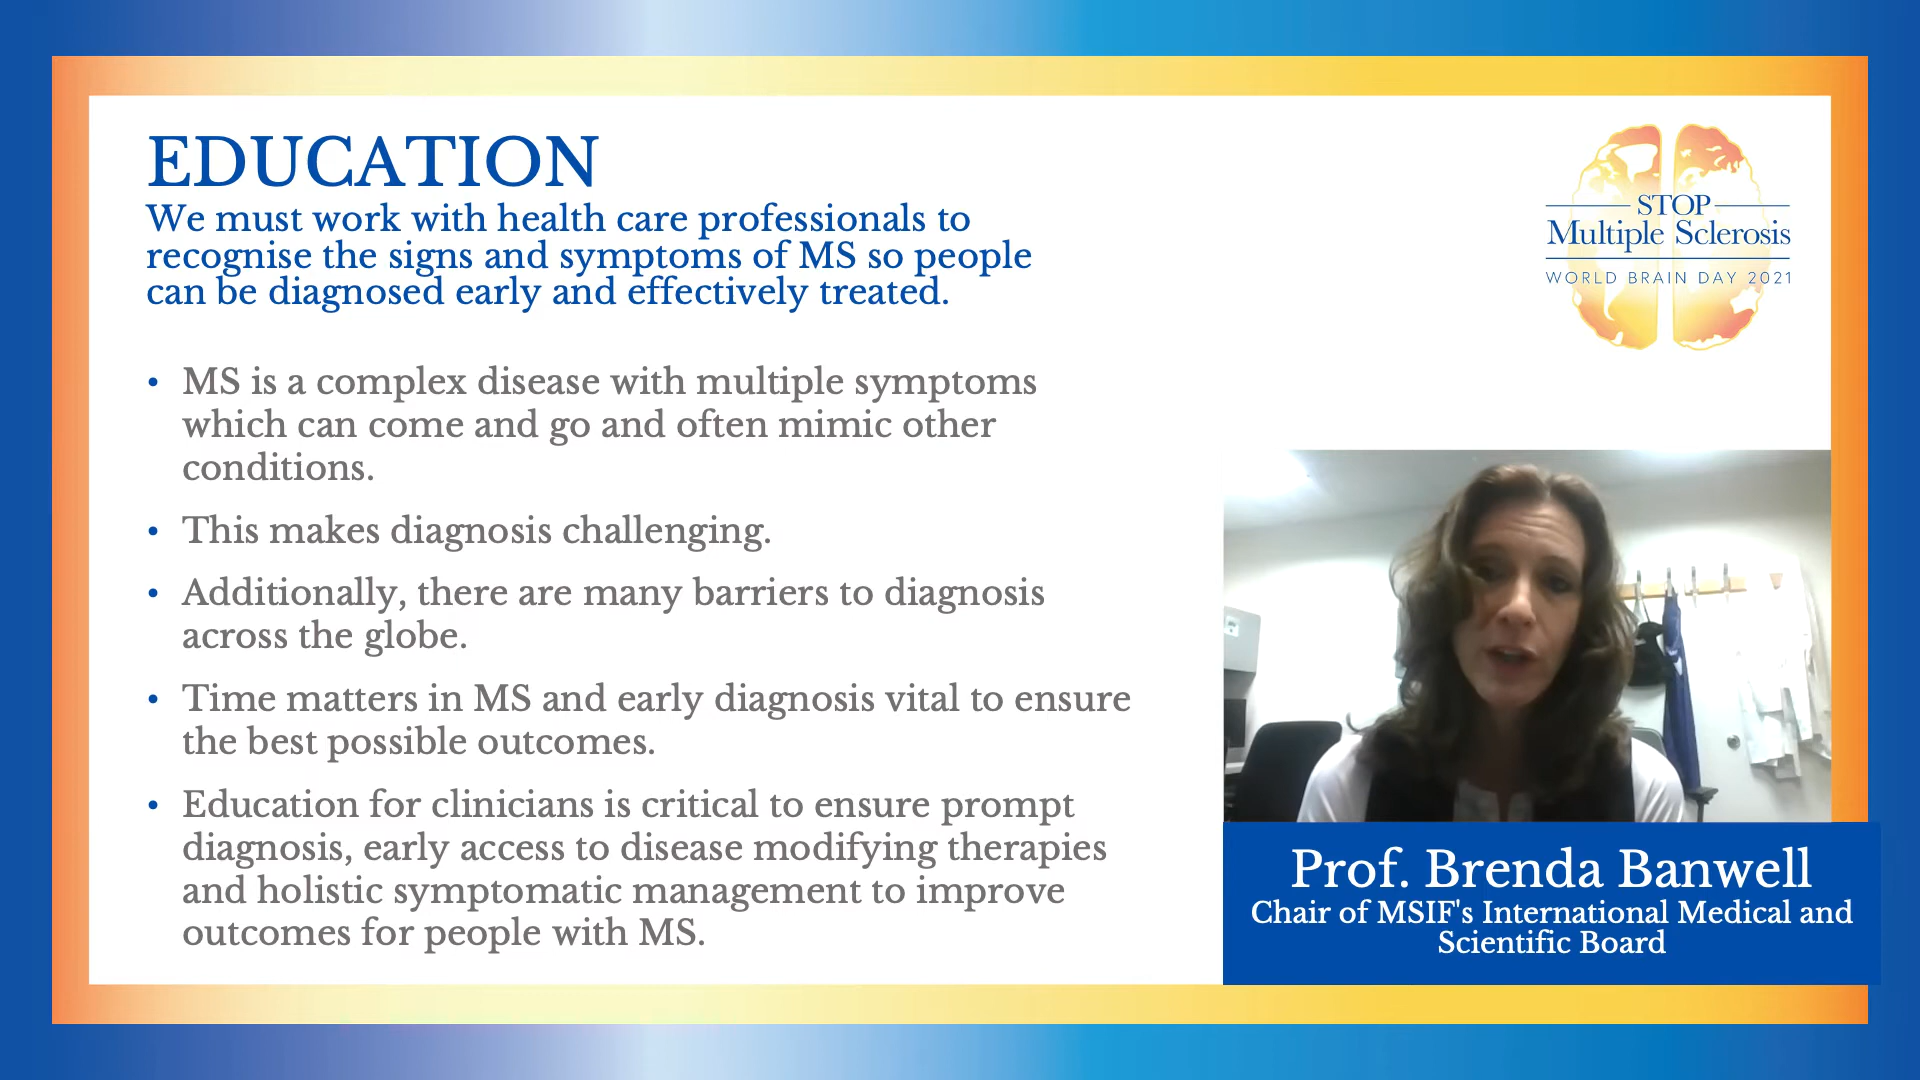 EDUCATION
We must work with health care professionals to
recognise the signs and symptoms of MS so people
can be diagnosed early and effectively treated.
• MS is a complex disease with multiple symptoms
which can come and go and often mimic other
conditions.
• This makes diagnosis challenging.
• Additionally, there are many barriers to diagnosis
across the globe.
• Time matters in MS and early diagnosis vital to ensure
the best possible outcomes.
• Education for clinicians is critical to ensure prompt
diagnosis, early access to disease modifying therapies
and holistic symptomatic management to improve
outcomes for people with MS.
STOP
Multiple Sclerosis
WORLD BRAIN DAY 2021
Prof. Brenda Banwell
Chair of MSIF's International Medical and
Scientific Board